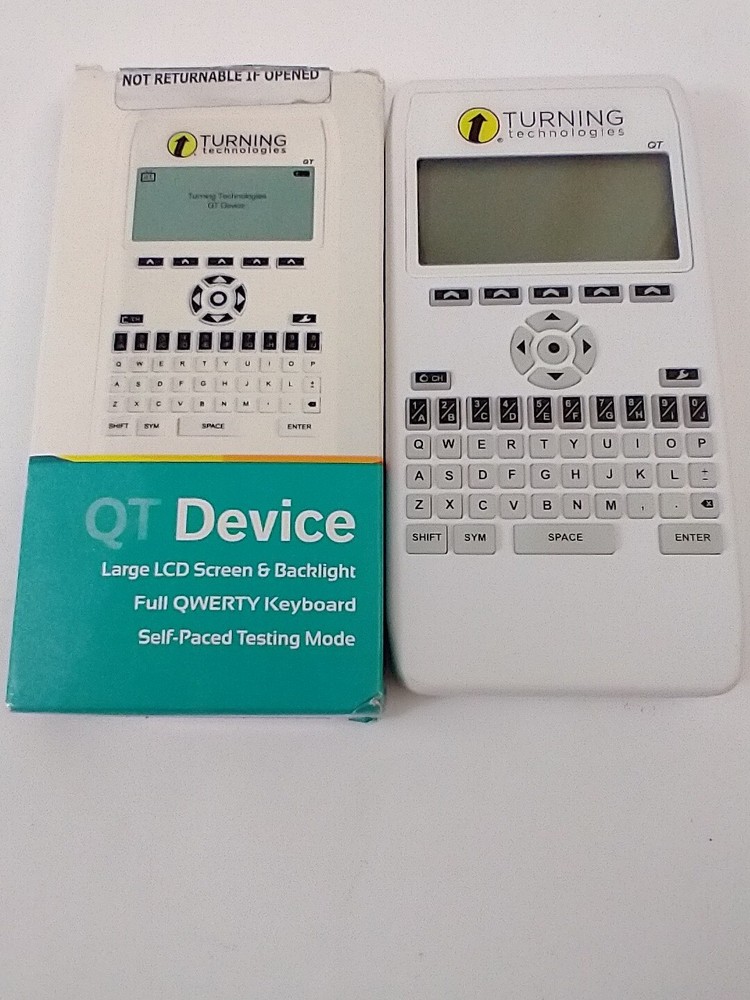 NOT RETURNABLE IF OPENED
TURNING
technologies
QT
Turning Technologies
QT Device
CH
Q W E R T Y U I O P
A S D F G H J K L ±
Z X C V B N M , .
SHIFT SYM SPACE ENTER
QT Device
Large LCD Screen & Backlight
Full QWERTY Keyboard
Self-Paced Testing Mode
TURNING
technologies
QT
CH
1/A 2/B 3/C 4/D 5/E 6/F 7/G 8/H 9/I 0/J
Q W E R T Y U I O P
A S D F G H J K L ±
Z X C V B N M , .
SHIFT SYM SPACE ENTER